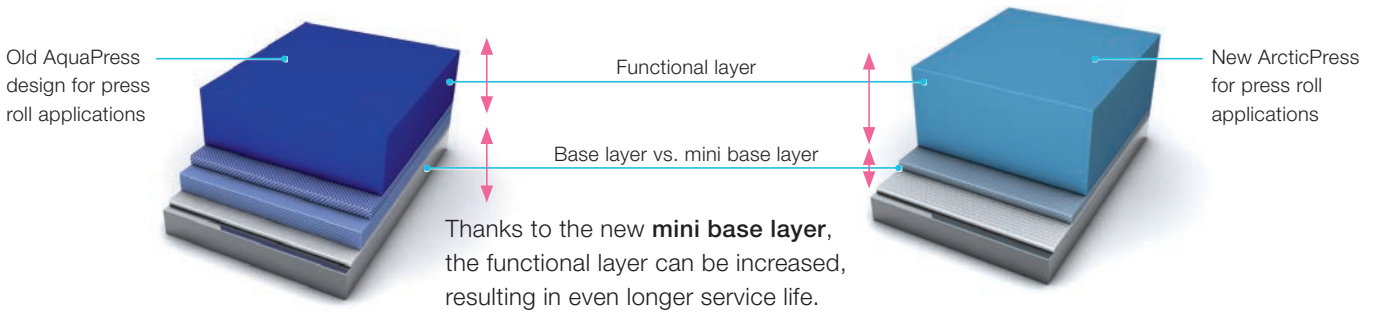 Old AquaPress
design for press
roll applications
Functional layer
Base layer vs. mini base layer
Thanks to the new mini base layer,
the functional layer can be increased,
resulting in even longer service life.
New ArcticPress
for press roll
applications